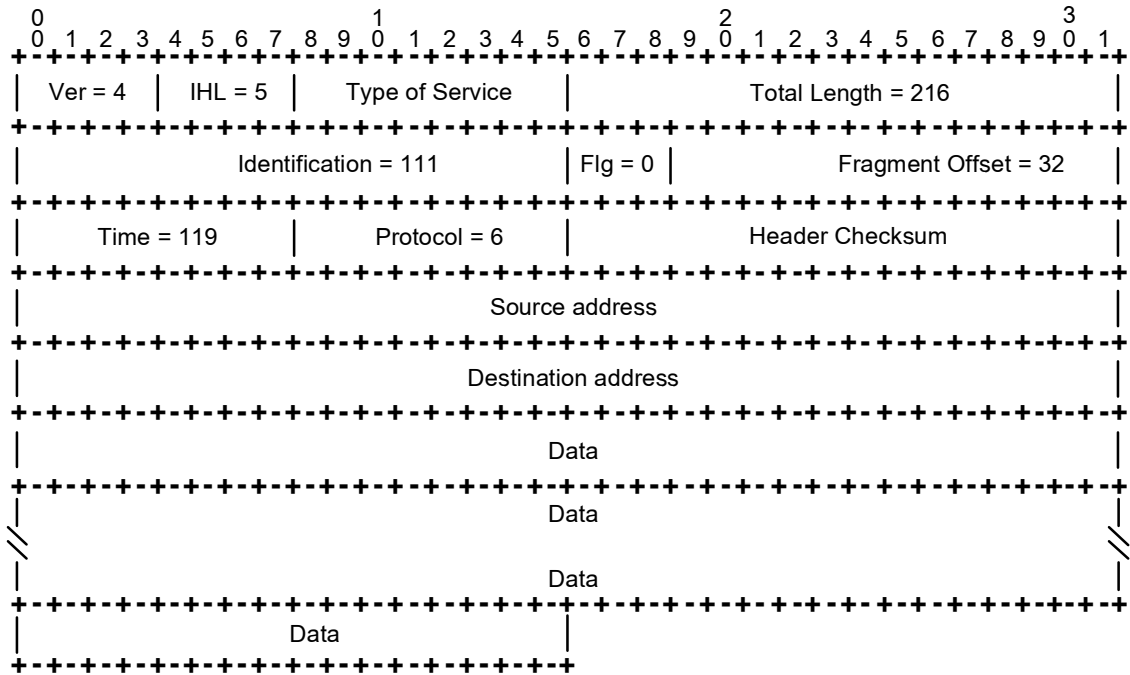 0 1 2 3
0 1 2 3 4 5 6 7 8 9 0 1 2 3 4 5 6 7 8 9 0 1 2 3 4 5 6 7 8 9 0 1
+-+-+-+-+-+-+-+-+-+-+-+-+-+-+-+-+-+-+-+-+-+-+-+-+-+-+-+-+-+-+-+-+
| Ver = 4 | IHL = 5 | Type of Service | Total Length = 216 |
+-+-+-+-+-+-+-+-+-+-+-+-+-+-+-+-+-+-+-+-+-+-+-+-+-+-+-+-+-+-+-+-+
| Identification = 111 | Flg = 0 | Fragment Offset = 32 |
+-+-+-+-+-+-+-+-+-+-+-+-+-+-+-+-+-+-+-+-+-+-+-+-+-+-+-+-+-+-+-+-+
| Time = 119 | Protocol = 6 | Header Checksum |
+-+-+-+-+-+-+-+-+-+-+-+-+-+-+-+-+-+-+-+-+-+-+-+-+-+-+-+-+-+-+-+-+
| Source address |
+-+-+-+-+-+-+-+-+-+-+-+-+-+-+-+-+-+-+-+-+-+-+-+-+-+-+-+-+-+-+-+-+
| Destination address |
+-+-+-+-+-+-+-+-+-+-+-+-+-+-+-+-+-+-+-+-+-+-+-+-+-+-+-+-+-+-+-+-+
| Data |
+-+-+-+-+-+-+-+-+-+-+-+-+-+-+-+-+-+-+-+-+-+-+-+-+-+-+-+-+-+-+-+-+
| Data |
\\ \\
| Data |
+-+-+-+-+-+-+-+-+-+-+-+-+-+-+-+-+-+-+-+-+-+-+-+-+-+-+-+-+-+-+-+-+
| Data |
+-+-+-+-+-+-+-+-+-+-+-+-+-+-+-+-+